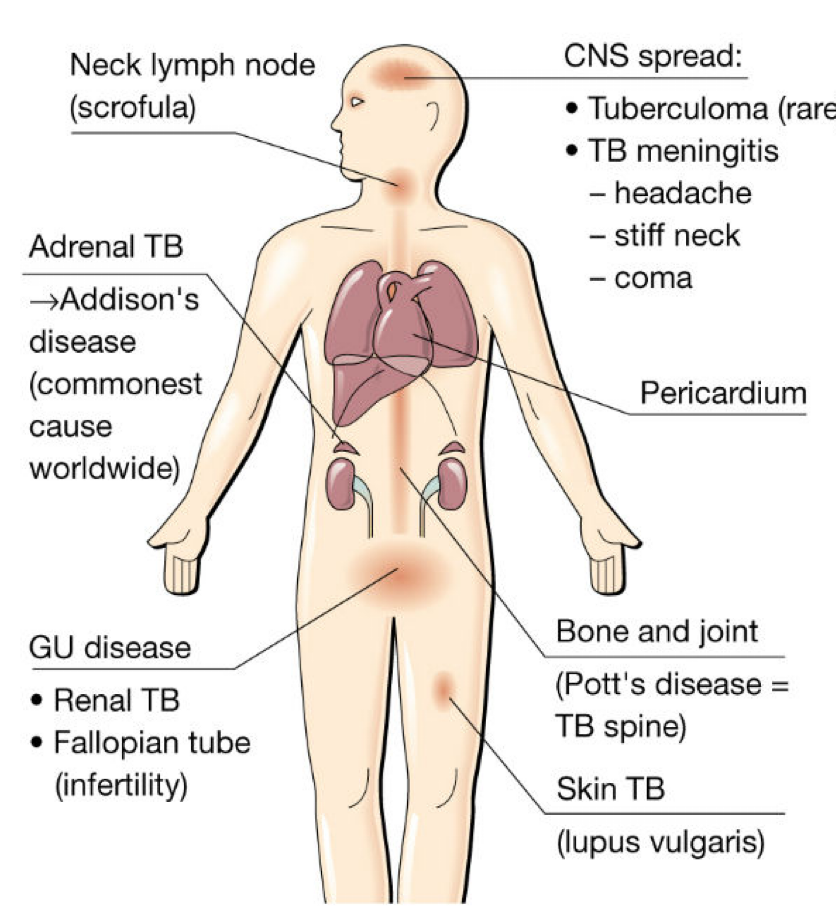 Neck lymph node
(scrofula)
CNS spread:
• Tuberculoma (rare
• TB meningitis
– headache
– stiff neck
– coma
Adrenal TB
→Addison's
disease
(commonest
cause
worldwide)
Pericardium
GU disease
• Renal TB
• Fallopian tube
(infertility)
Bone and joint
(Pott's disease =
TB spine)
Skin TB
(lupus vulgaris)